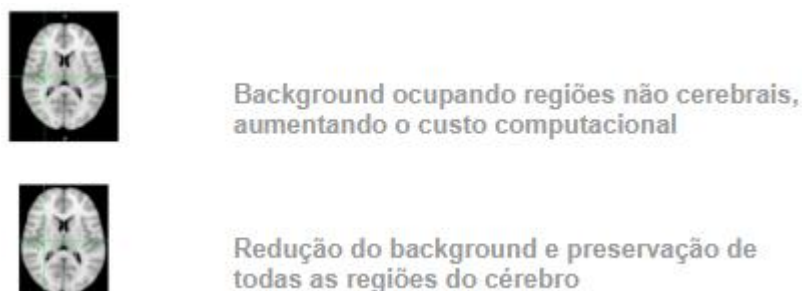 Background ocupando regiões não cerebrais,
aumentando o custo computacional
Redução do background e preservação de
todas as regiões do cérebro